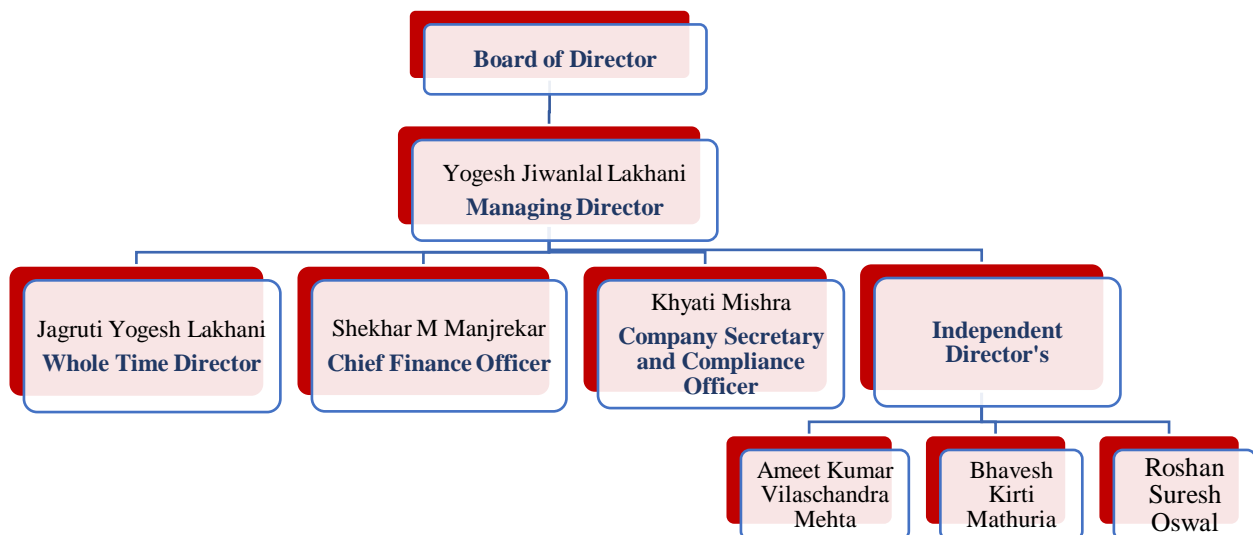 Board of Director
Yogesh Jiwanlal Lakhani
Managing Director
Jagruti Yogesh Lakhani
Whole Time Director
Shekhar M Manjrekar
Chief Finance Officer
Khyati Mishra
Company Secretary
and Compliance
Officer
Independent
Director's
Ameet Kumar
Vilaschandra
Mehta
Bhavesh
Kirti
Mathuria
Roshan
Suresh
Oswal